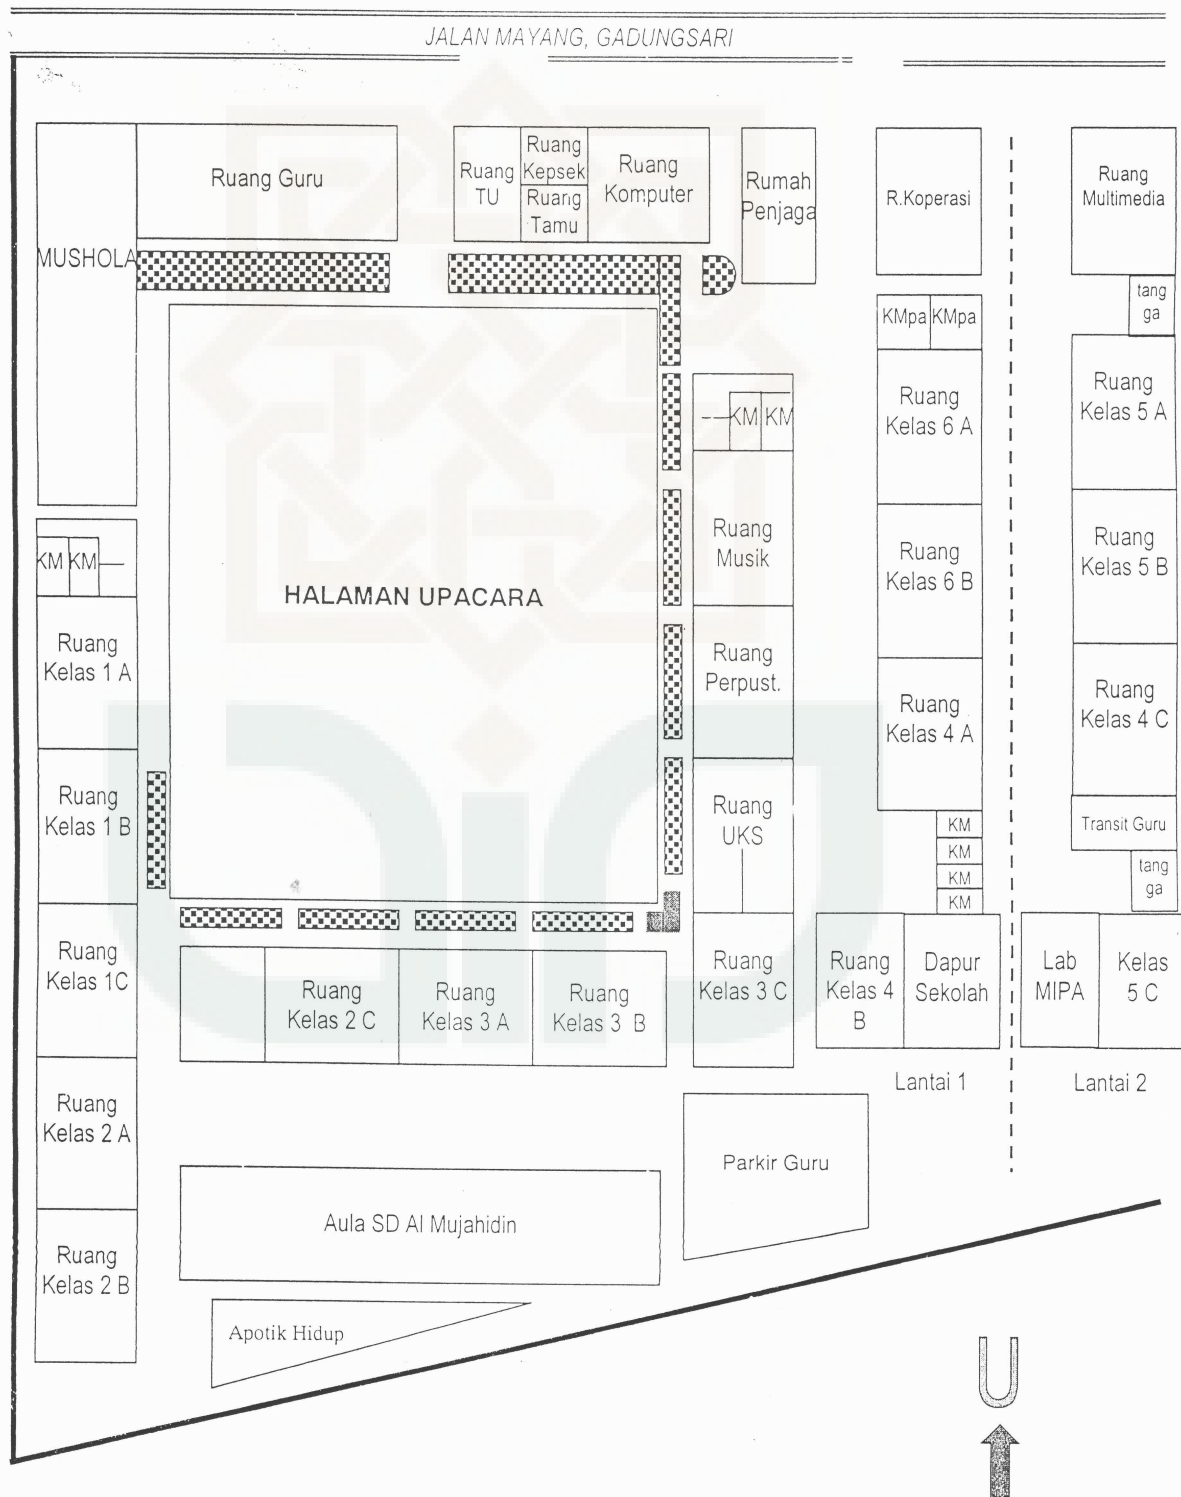 JALAN MAYANG, GADUNGSARI
MUSHOLA
Ruang Guru
Ruang
TU
Ruang
Kepsek
Ruang
Tamu
Ruang
Komputer
Rumah
Penjaga
R.Koperasi
Ruang
Multimedia
tang
ga
KMpa
KMpa
Ruang
Kelas 6 A
Ruang
Kelas 5 A
KM
KM
Ruang
Musik
Ruang
Kelas 6 B
Ruang
Kelas 5 B
KM
KM
HALAMAN UPACARA
Ruang
Kelas 1 A
Ruang
Perpust.
Ruang
Kelas 4 A
Ruang
Kelas 4 C
Ruang
Kelas 1 B
Ruang
UKS
KM
KM
KM
KM
Transit Guru
tang
ga
Ruang
Kelas 1C
Ruang
Kelas 2 C
Ruang
Kelas 3 A
Ruang
Kelas 3 B
Ruang
Kelas 3 C
Ruang
Kelas 4
B
Dapur
Sekolah
Lab
MIPA
Kelas
5 C
Lantai 1
Lantai 2
Ruang
Kelas 2 A
Parkir Guru
Aula SD Al Mujahidin
Ruang
Kelas 2 B
Apotik Hidup
U